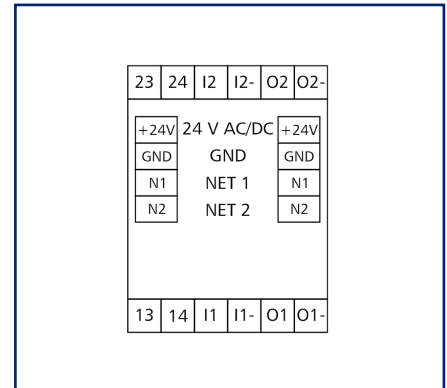 23 24 I2 I2- O2 O2-
+24V 24 V AC/DC +24V
GND GND GND
N1 NET 1 N1
N2 NET 2 N2
13 14 I1 I1- O1 O1-